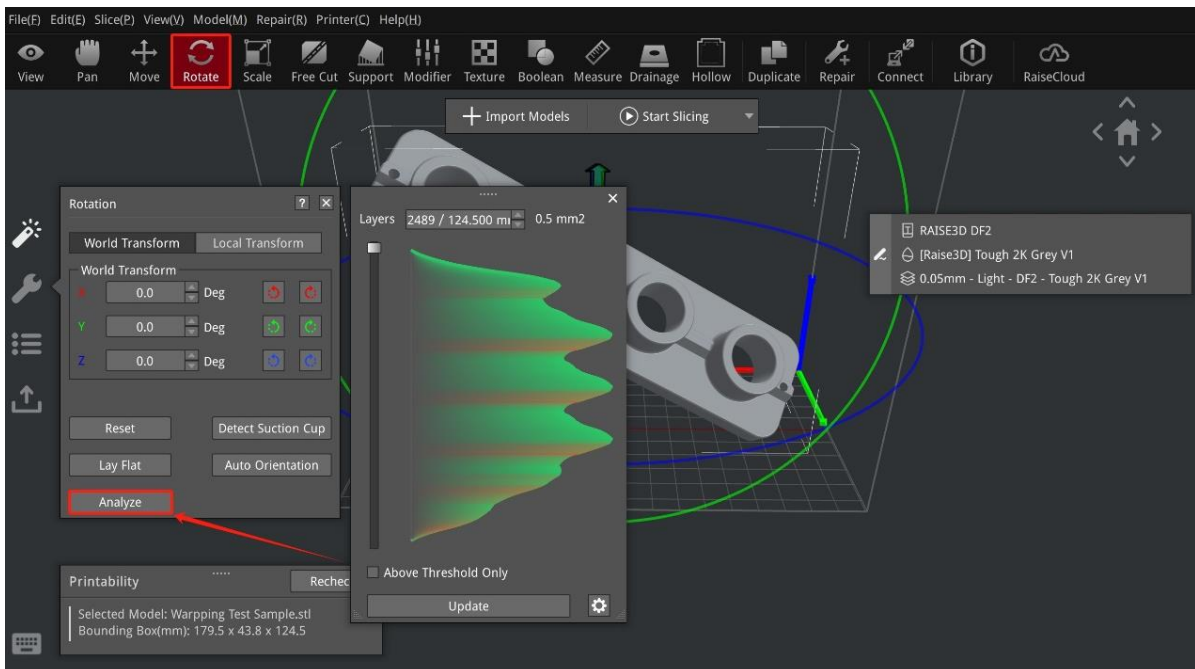 File(F) Edit(E) Slice(P) View(V) Model(M) Repair(R) Printer(C) Help(H)
View Pan Move Rotate Scale Free Cut Support Modifier Texture Boolean Measure Drainage Hollow Duplicate Repair Connect Library RaiseCloud
Import Models Start Slicing
Rotation ? ×
World Transform Local Transform
World Transform
X 0.0 Deg
Y 0.0 Deg
Z 0.0 Deg
Reset Detect Suction Cup
Lay Flat Auto Orientation
Analyze
Layers 2489 / 124.500 0.5 mm2
Above Threshold Only
Update
RAISE3D DF2
[Raise3D] Tough 2K Grey V1
0.05mm - Light - DF2 - Tough 2K Grey V1
Printability
Selected Model: Warpping Test Sample.stl
Bounding Box(mm): 179.5 x 43.8 x 124.5